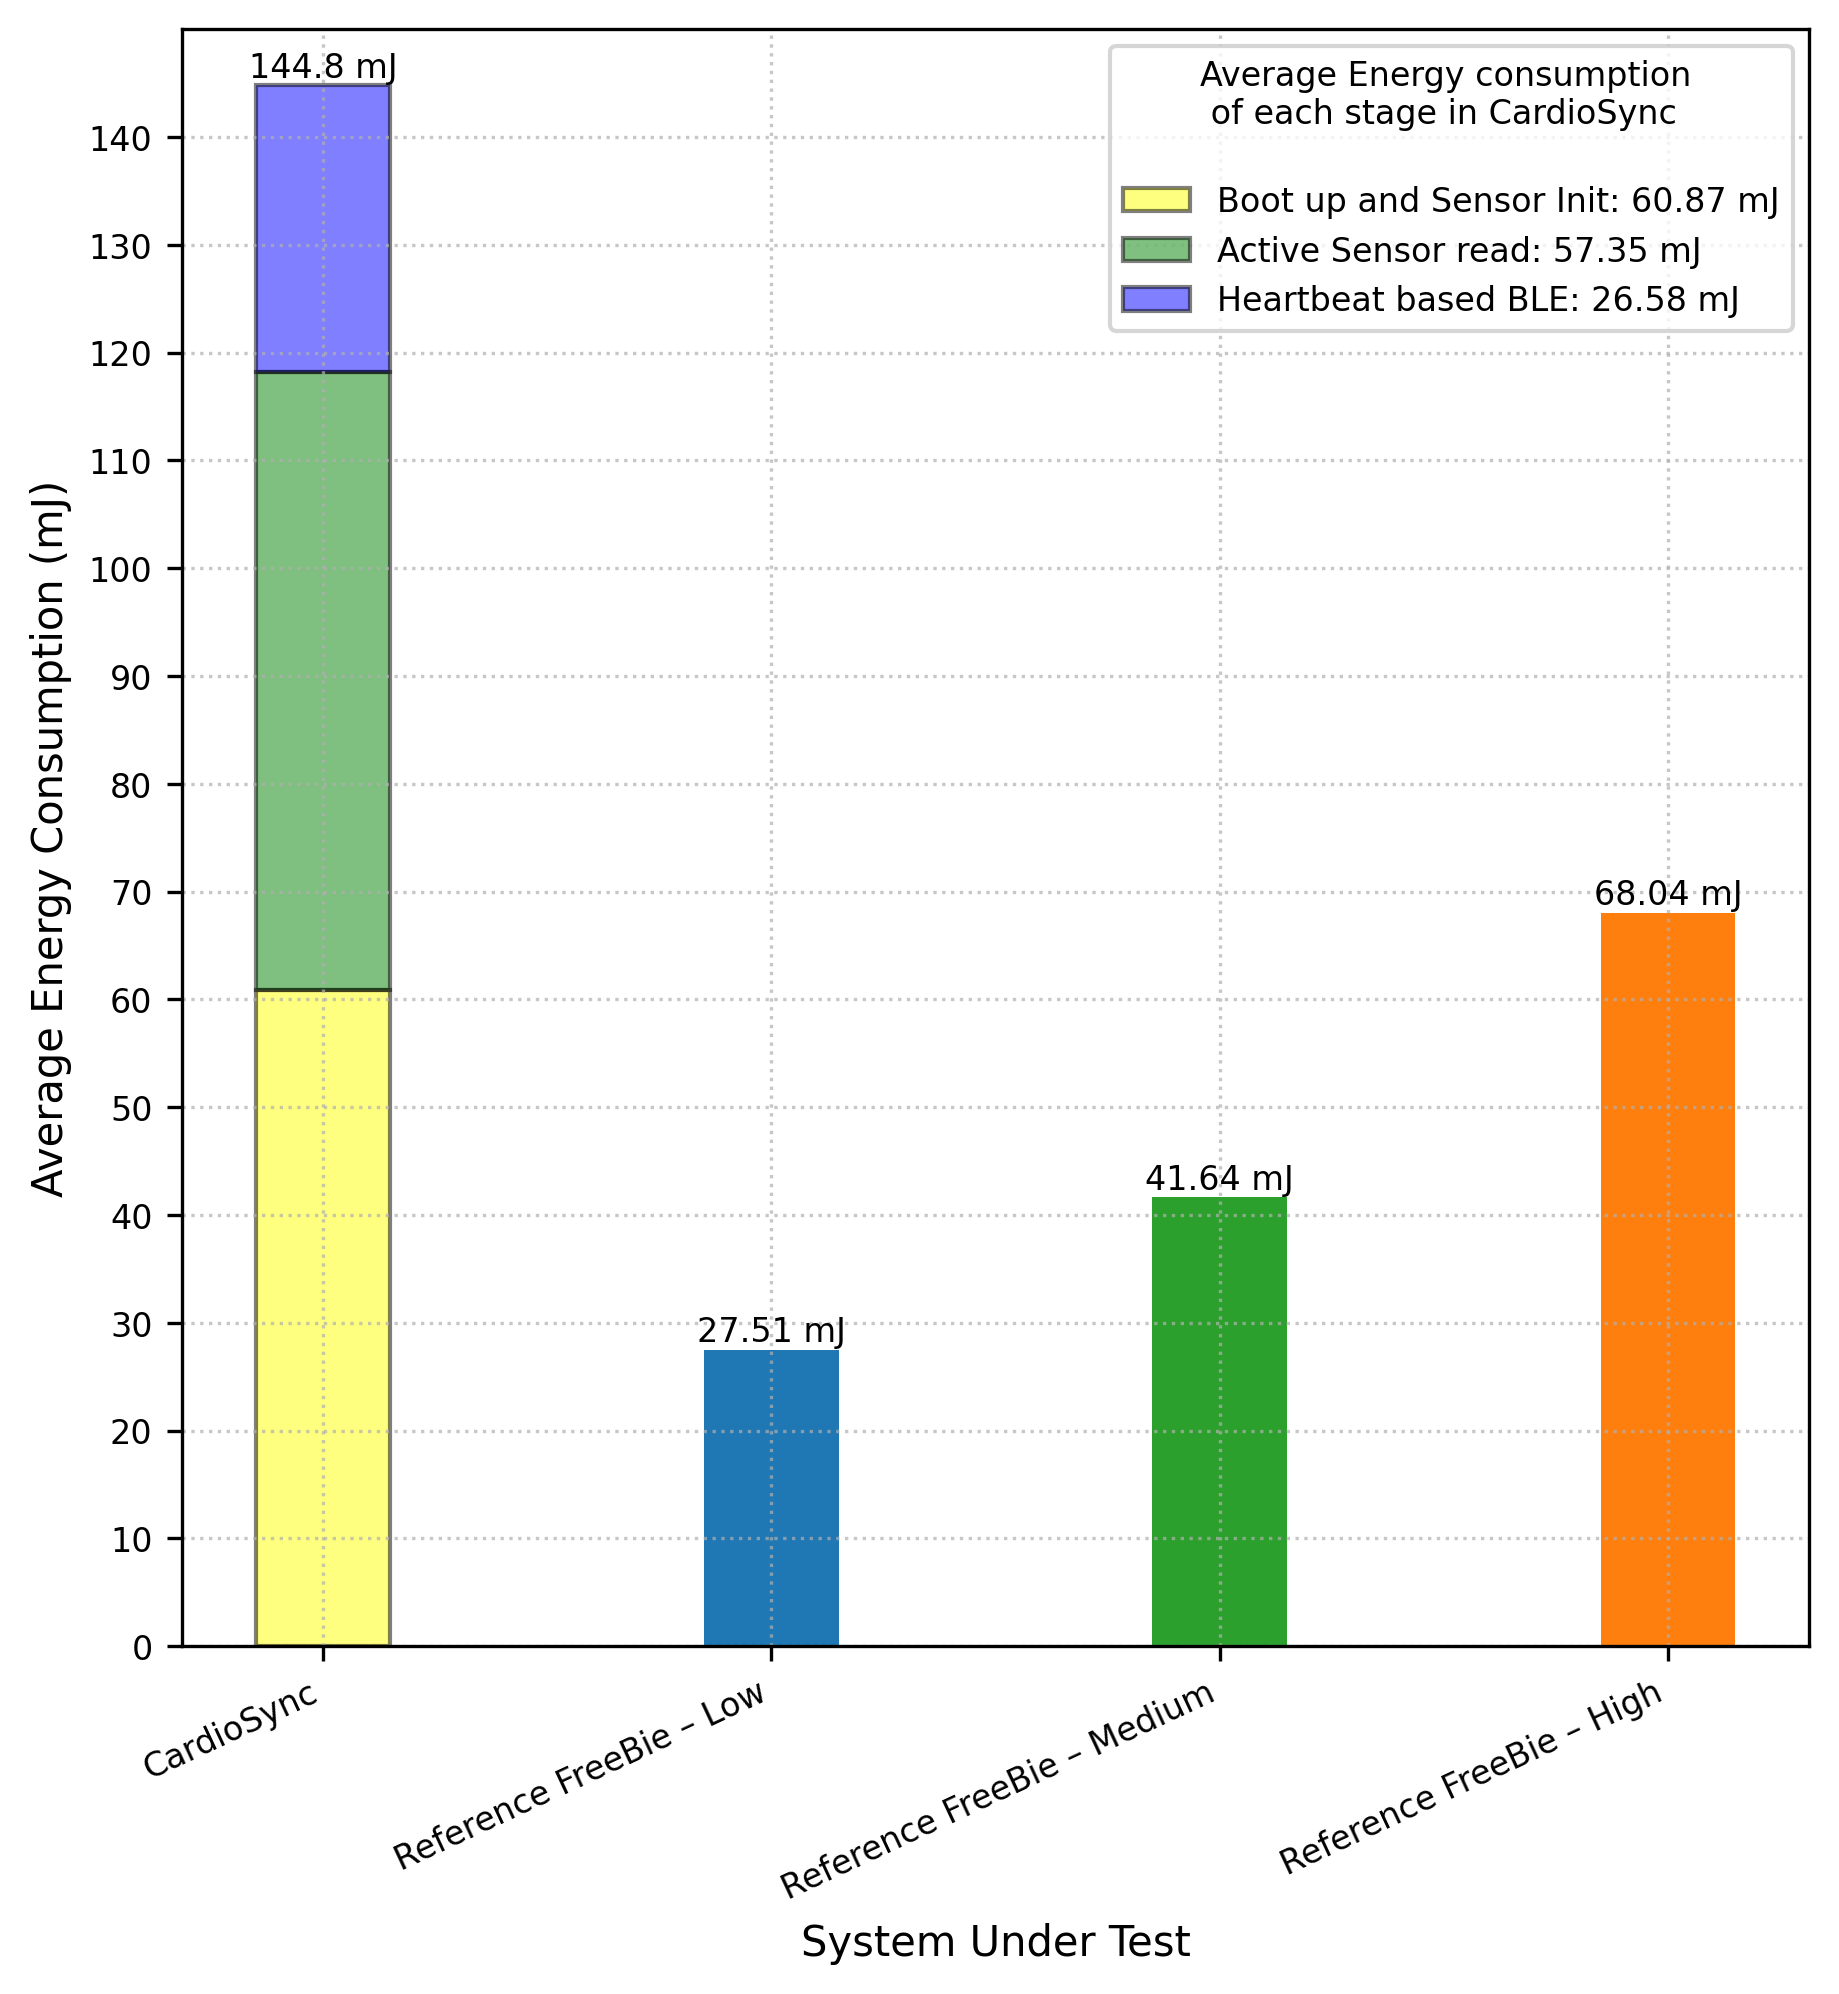 144.8 mJ
Average Energy consumption
of each stage in CardioSync
Boot up and Sensor Init: 60.87 mJ
Active Sensor read: 57.35 mJ
Heartbeat based BLE: 26.58 mJ
Average Energy Consumption (mJ)
140
130
120
110
100
90
80
70
60
50
40
30
20
10
0
27.51 mJ
41.64 mJ
68.04 mJ
CardioSync
Reference FreeBie – Low
Reference FreeBie – Medium
Reference FreeBie – High
System Under Test